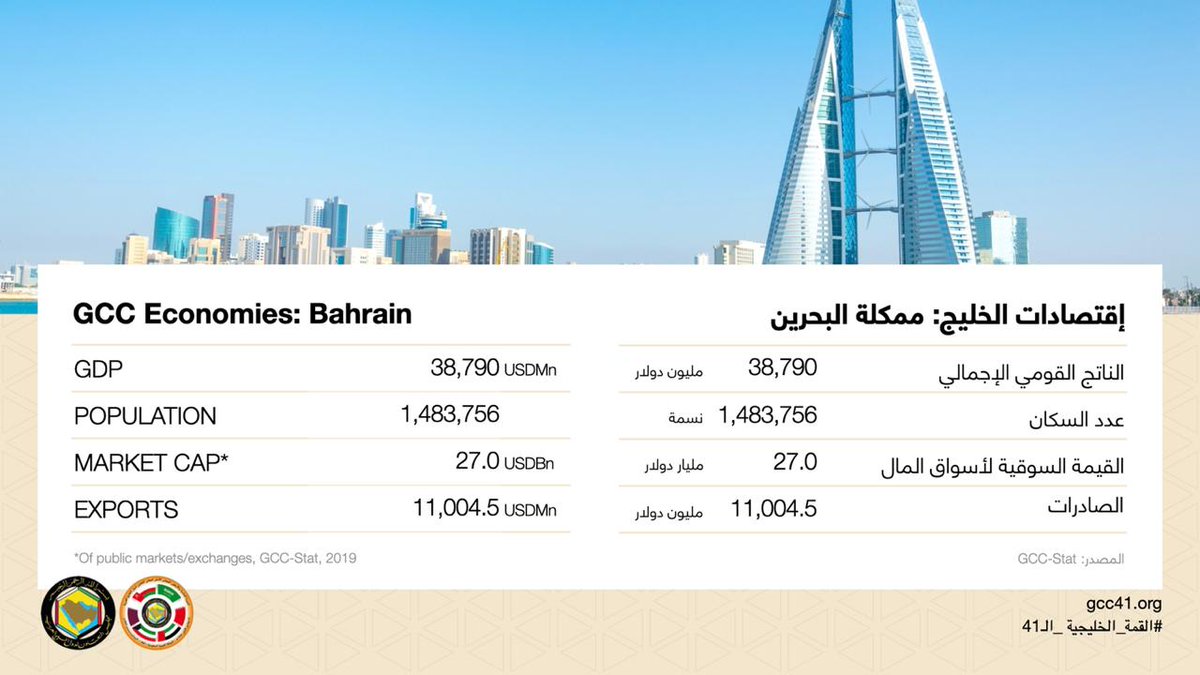 GCC Economies: Bahrain
GDP 38,790 USDMn
POPULATION 1,483,756
MARKET CAP* 27.0 USDBn
EXPORTS 11,004.5 USDMn
*Of public markets/exchanges, GCC-Stat, 2019
إقتصادات الخليج: ممكلة البحرين
الناتج القومي الإجمالي 38,790 مليون دولار
عدد السكان 1,483,756 نسمة
القيمة السوقية لأسواق المال 27.0 مليار دولار
الصادرات 11,004.5 مليون دولار
المصدر: GCC-Stat
gcc41.org
#القمة_الخليجية _الـ41